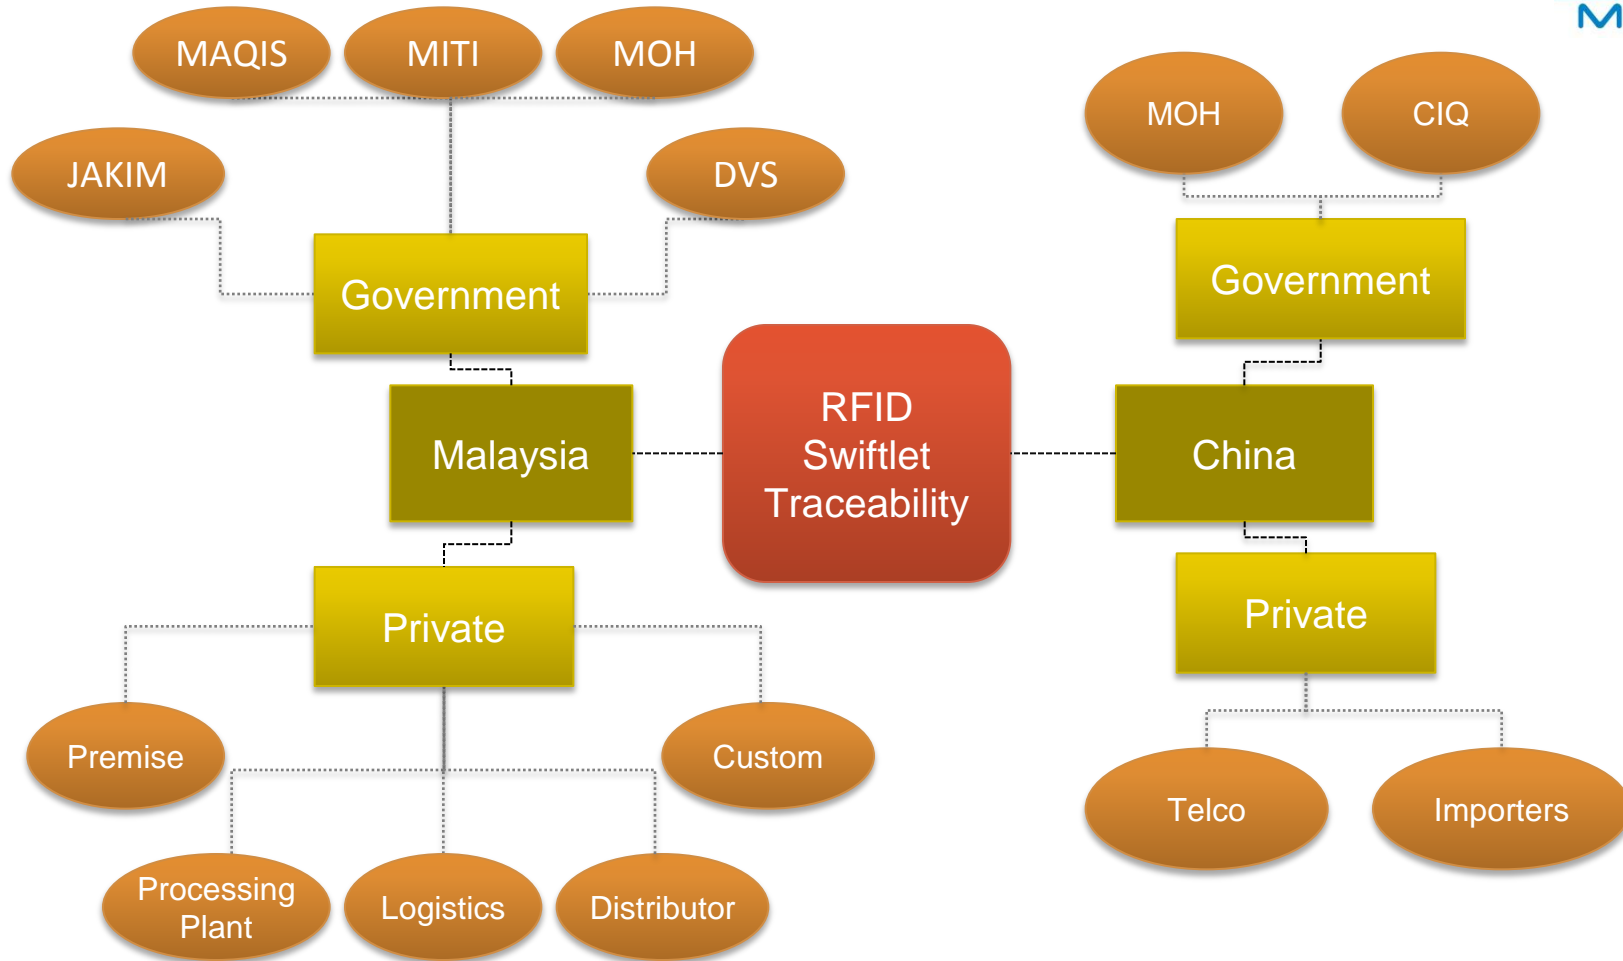 MAQIS
MITI
MOH
JAKIM
DVS
Government
Malaysia
Private
Premise
Custom
Processing
Plant
Logistics
Distributor
RFID
Swiftlet
Traceability
MOH
CIQ
Government
China
Private
Telco
Importers